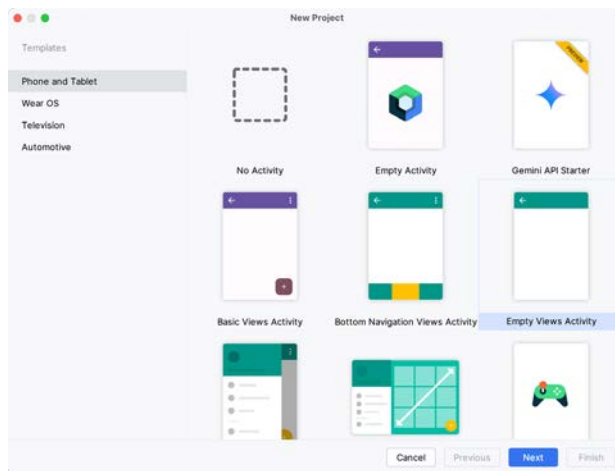 New Project
Templates
Phone and Tablet
Wear OS
Television
Automotive
No Activity
Empty Activity
PREVIEW
Gemini API Starter
Basic Views Activity
Bottom Navigation Views Activity
Empty Views Activity
Cancel
Previous
Next
Finish